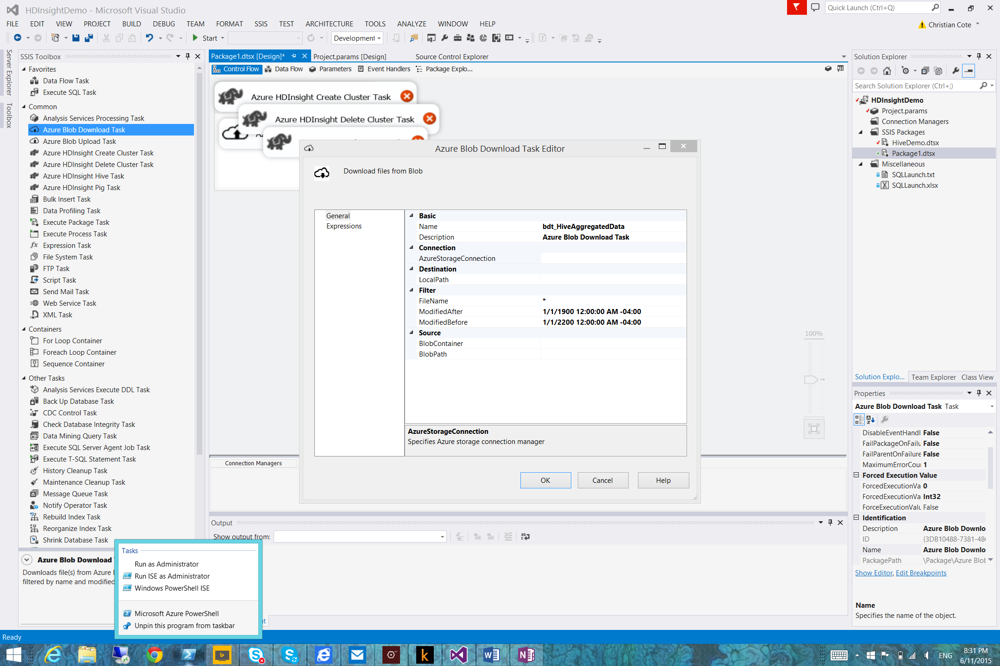 HDInsightDemo - Microsoft Visual Studio
Quick Launch (Ctrl+Q)
FILE EDIT VIEW PROJECT BUILD DEBUG TEAM FORMAT SSIS TEST ARCHITECTURE TOOLS ANALYZE WINDOW HELP
Christian Cote
Start
Development
Server Explorer
Toolbox
SSIS Toolbox
Favorites
Data Flow Task
Execute SQL Task
Common
Analysis Services Processing Task
Azure Blob Download Task
Azure Blob Upload Task
Azure HDInsight Create Cluster Task
Azure HDInsight Delete Cluster Task
Azure HDInsight Hive Task
Azure HDInsight Pig Task
Bulk Insert Task
Data Profiling Task
Execute Package Task
Execute Process Task
Expression Task
File System Task
FTP Task
Script Task
Send Mail Task
Web Service Task
XML Task
Containers
For Loop Container
Foreach Loop Container
Sequence Container
Other Tasks
Analysis Services Execute DDL Task
Back Up Database Task
CDC Control Task
Check Database Integrity Task
Data Mining Query Task
Execute SQL Server Agent Job Task
Execute T-SQL Statement Task
History Cleanup Task
Maintenance Cleanup Task
Message Queue Task
Notify Operator Task
Rebuild Index Task
Reorganize Index Task
Shrink Database Task
Azure Blob Download
Downloads file(s) from Azure
filtered by name and modified
Tasks
Run as Administrator
Run ISE as Administrator
Windows PowerShell ISE
Microsoft Azure PowerShell
Unpin this program from taskbar
Package1.dtsx [Design]*
Project.params [Design]
Source Control Explorer
Control Flow
Data Flow
Parameters
Event Handlers
Package Explo...
Azure HDInsight Create Cluster Task
Azure HDInsight Delete Cluster Task
Azure Blob Download Task Editor
Download files from Blob
General
Expressions
Basic
Name bdt_HiveAggregatedData
Description Azure Blob Download Task
Connection
AzureStorageConnection
Destination
LocalPath
Filter
FileName *
ModifiedAfter 1/1/1900 12:00:00 AM -04:00
ModifiedBefore 1/1/2200 12:00:00 AM -04:00
Source
BlobContainer
BlobPath
AzureStorageConnection
Specifies Azure storage connection manager
OK
Cancel
Help
100%
Connection Managers
Output
Show output from:
Solution Explorer
Search Solution Explorer (Ctrl+;)
HDInsightDemo
Project.params
Connection Managers
SSIS Packages
HiveDemo.dtsx
Package1.dtsx
Miscellaneous
SQLLaunch.txt
SQLLaunch.xlsx
Solution Explo...
Team Explorer
Class View
Properties
Azure Blob Download Task Task
DisableEventHandl False
FailPackageOnFailu False
FailParentOnFailure False
MaximumErrorCou 1
Forced Execution Value
ForcedExecutionVa 0
ForcedExecutionVa Int32
ForceExecutionValu False
Identification
Description Azure Blob Downlo
ID {3DB10488-7381-48
Name Azure Blob Downlo
PackagePath \Package\Azure Blo
Show Editor, Edit Breakpoints
Name
Specifies the name of the object.
Ready
ENG
8:31 PM
6/11/2015